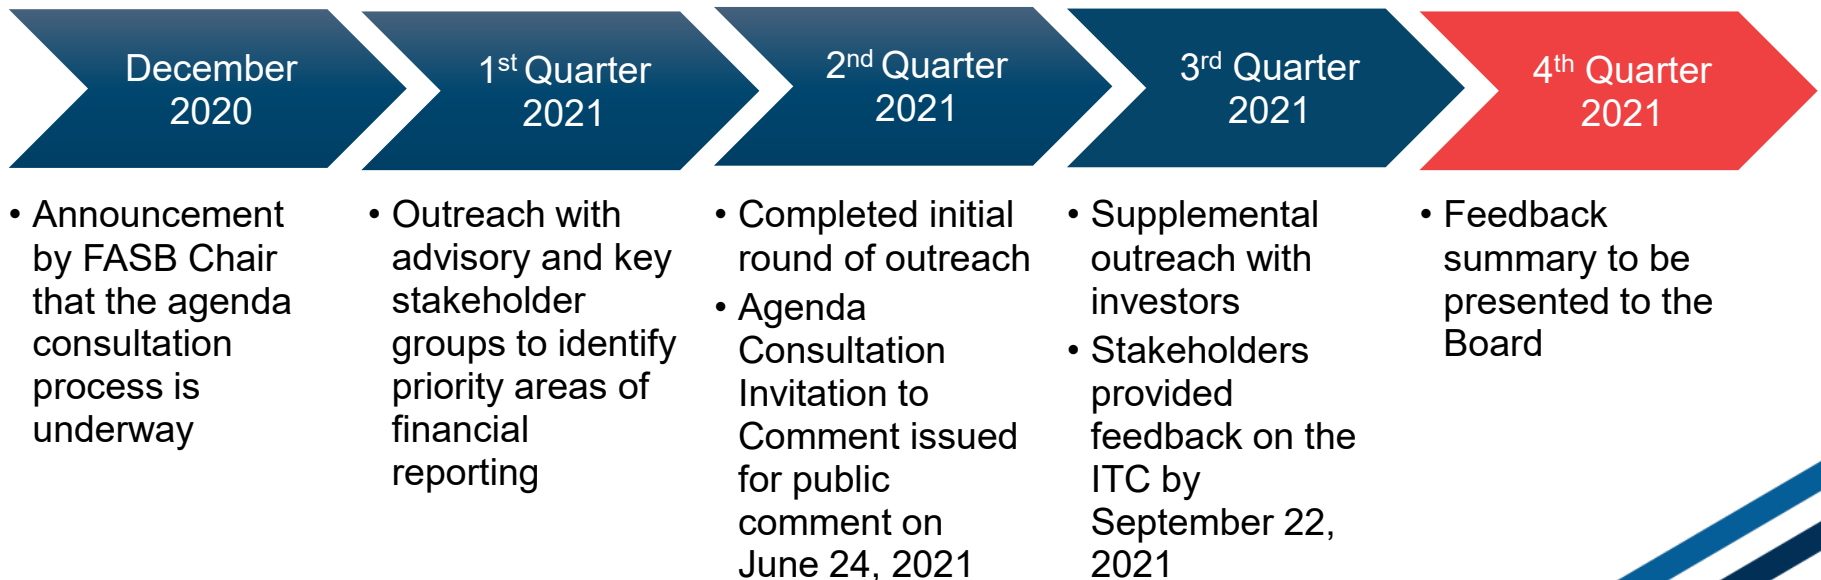 December
2020
1st Quarter
2021
2nd Quarter
2021
3rd Quarter
2021
4th Quarter
2021
• Announcement
by FASB Chair
that the agenda
consultation
process is
underway
• Outreach with
advisory and key
stakeholder
groups to identify
priority areas of
financial
reporting
• Completed initial
round of outreach
• Agenda
Consultation
Invitation to
Comment issued
for public
comment on
June 24, 2021
• Supplemental
outreach with
investors
• Stakeholders
provided
feedback on the
ITC by
September 22,
2021
• Feedback
summary to be
presented to the
Board